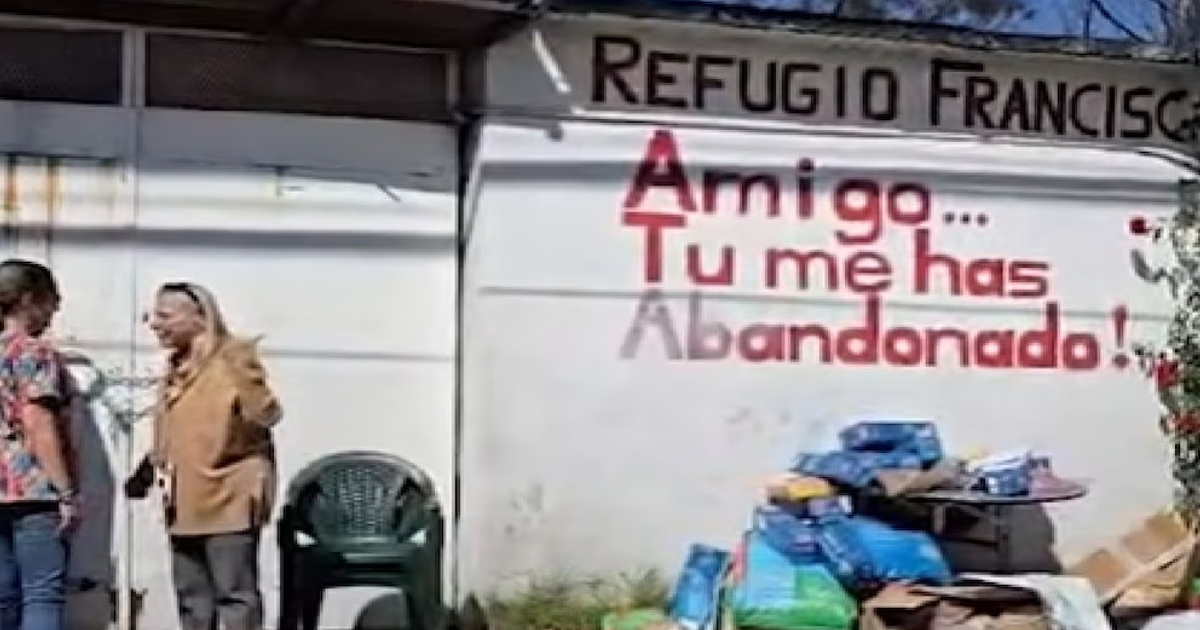 REFUGIO FRANCISC
Amigo...
Tu me has
Abandonado!